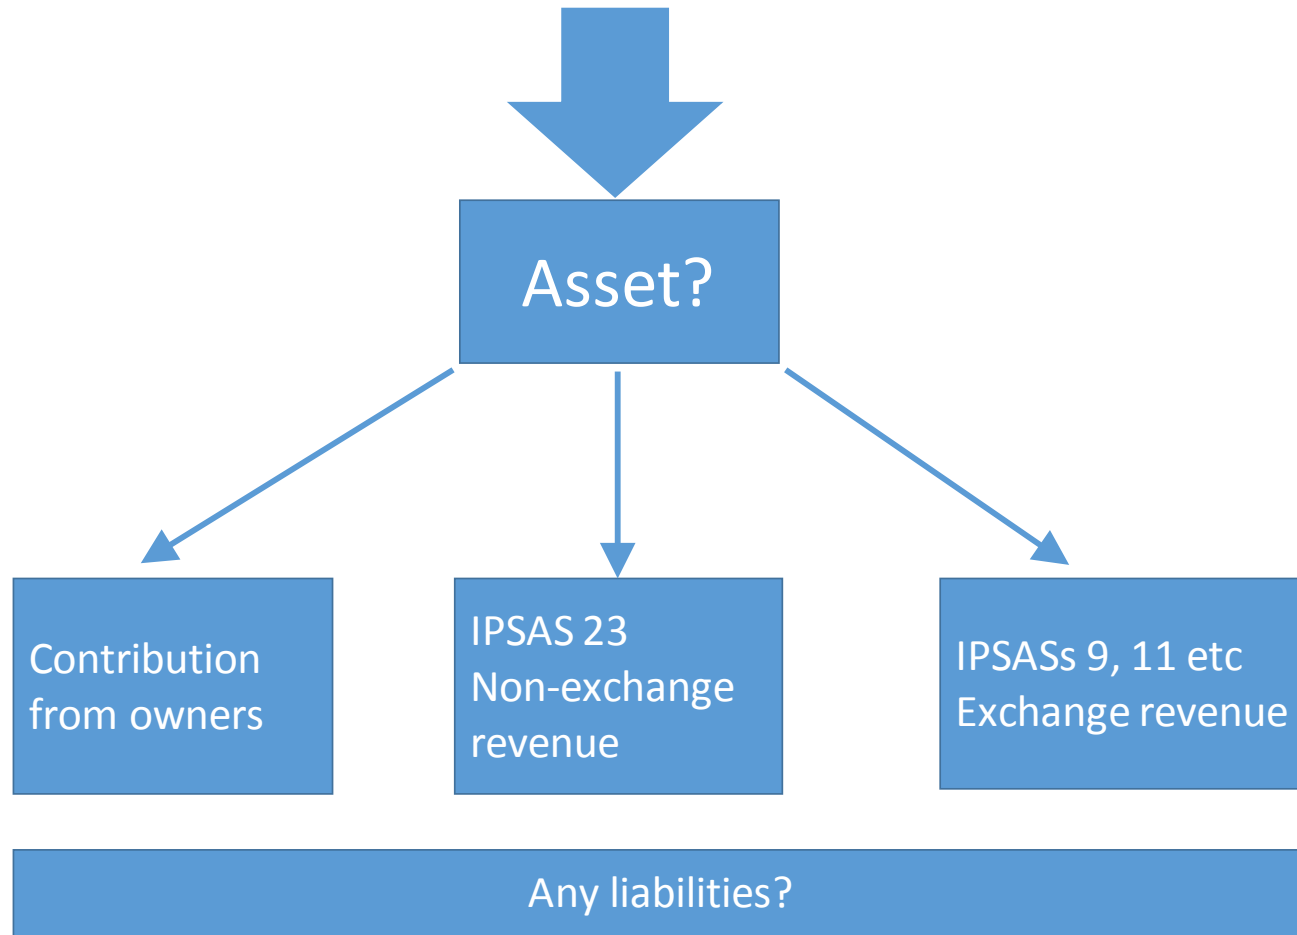 Asset?
Contribution
from owners
IPSAS 23
Non-exchange
revenue
IPSASs 9, 11 etc
Exchange revenue
Any liabilities?